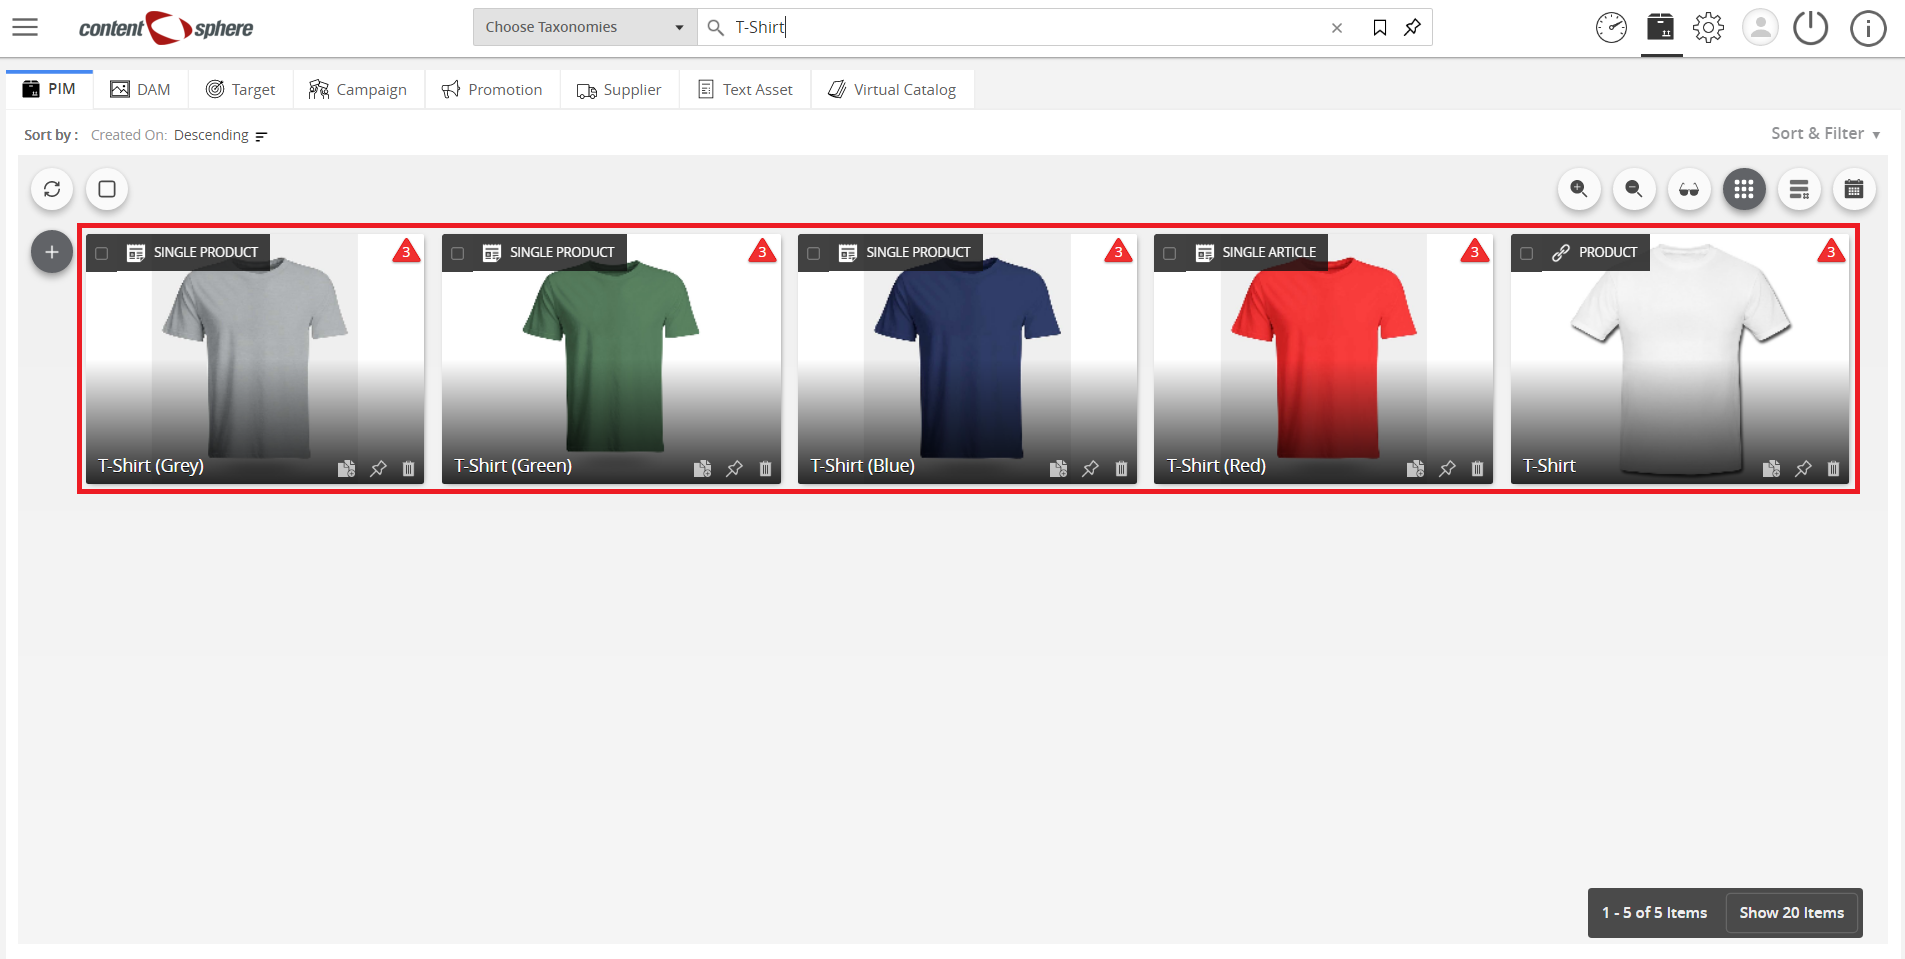 content sphere
Choose Taxonomies
T-Shirt
PIM
DAM
Target
Campaign
Promotion
Supplier
Text Asset
Virtual Catalog
Sort by : Created On: Descending
Sort & Filter
SINGLE PRODUCT
3
SINGLE PRODUCT
3
SINGLE PRODUCT
3
SINGLE ARTICLE
3
PRODUCT
3
T-Shirt (Grey)
T-Shirt (Green)
T-Shirt (Blue)
T-Shirt (Red)
T-Shirt
1 - 5 of 5 Items
Show 20 Items